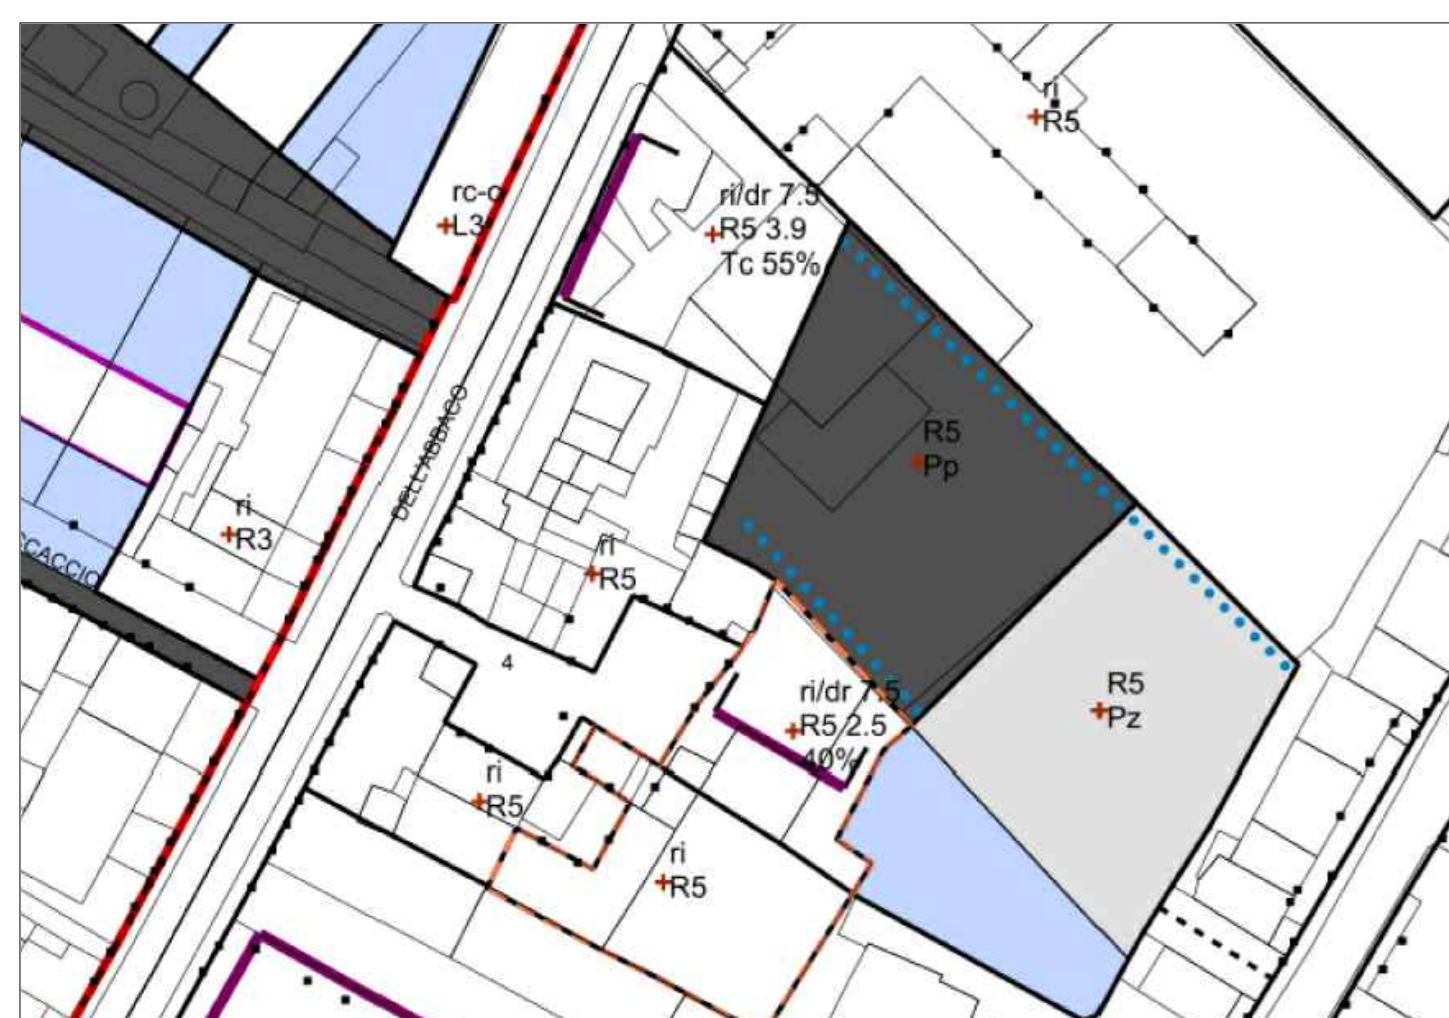 ri
R5
rc-c
L3
ri/dr 7.5
R5 3.9
Tc 55%
DELL'ABBACO
R5
Pp
ri
R3
CCACCIO
ri
R5
4
ri/dr 7.5
R5 2.5
40%
R5
Pz
ri
R5
ri
R5